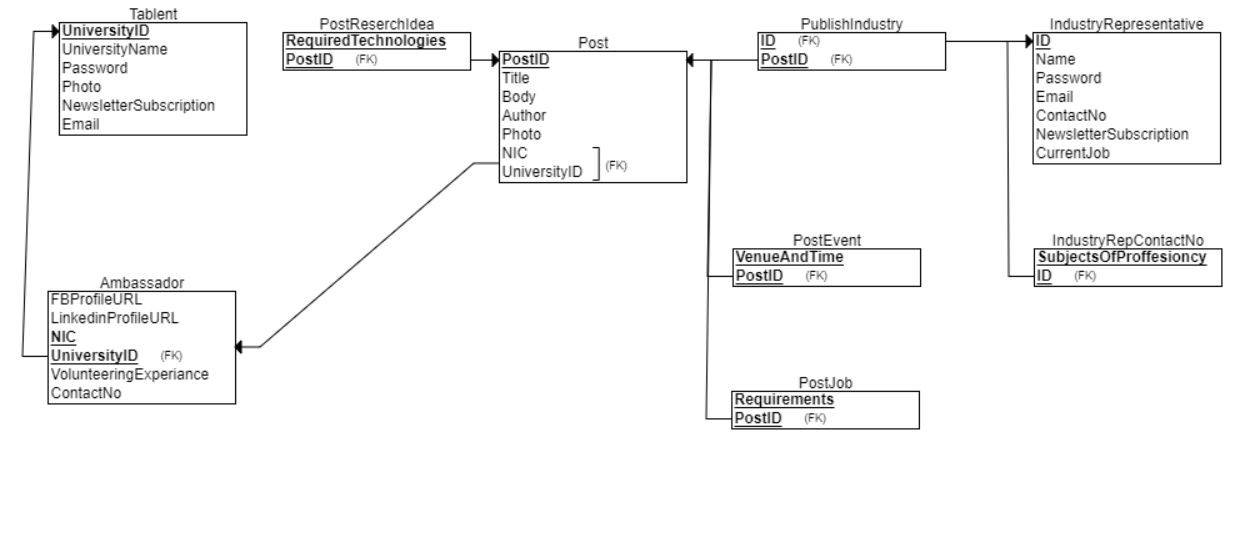 Tablent
UniversityID
UniversityName
Password
Photo
NewsletterSubscription
Email
PostReserchIdea
RequiredTechnologies
PostID (FK)
Post
PostID
Title
Body
Author
Photo
NIC
UniversityID (FK)
PublishIndustry
ID (FK)
PostID (FK)
IndustryRepresentative
ID
Name
Password
Email
ContactNo
NewsletterSubscription
CurrentJob
Ambassador
FBProfileURL
LinkedinProfileURL
NIC
UniversityID (FK)
VolunteeringExperiance
ContactNo
PostEvent
VenueAndTime
PostID (FK)
IndustryRepContactNo
SubjectsOfProffesioncy
ID (FK)
PostJob
Requirements
PostID (FK)